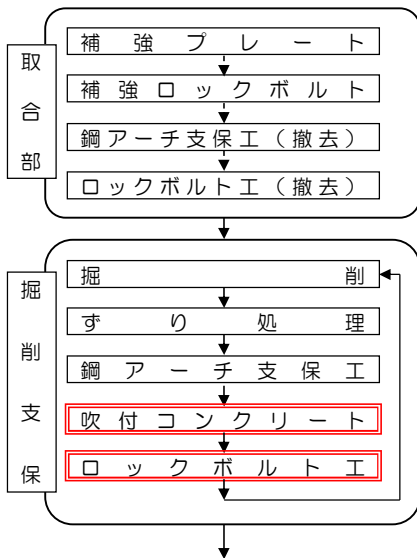 取合部
補強プレート
補強ロックボルト
鋼アーチ支保工（撤去）
ロックボルト工（撤去）
掘削支保
掘削
ずり処理
鋼アーチ支保工
吹付コンクリート
ロックボルト工